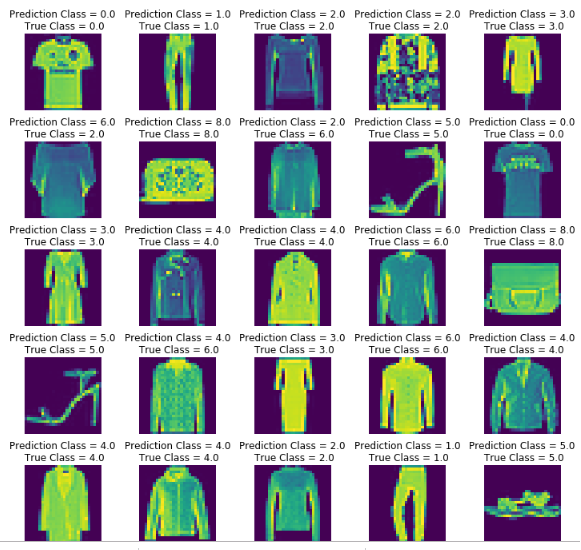 Prediction Class = 0.0 Prediction Class = 1.0 Prediction Class = 2.0 Prediction Class = 2.0 Prediction Class = 3.0
True Class = 0.0 True Class = 1.0 True Class = 2.0 True Class = 2.0 True Class = 3.0
Prediction Class = 6.0 Prediction Class = 8.0 Prediction Class = 2.0 Prediction Class = 5.0 Prediction Class = 0.0
True Class = 2.0 True Class = 8.0 True Class = 6.0 True Class = 5.0 True Class = 0.0
Prediction Class = 3.0 Prediction Class = 4.0 Prediction Class = 4.0 Prediction Class = 6.0 Prediction Class = 8.0
True Class = 3.0 True Class = 4.0 True Class = 4.0 True Class = 6.0 True Class = 8.0
Prediction Class = 5.0 Prediction Class = 4.0 Prediction Class = 3.0 Prediction Class = 6.0 Prediction Class = 4.0
True Class = 5.0 True Class = 6.0 True Class = 3.0 True Class = 6.0 True Class = 4.0
Prediction Class = 4.0 Prediction Class = 4.0 Prediction Class = 2.0 Prediction Class = 1.0 Prediction Class = 5.0
True Class = 4.0 True Class = 4.0 True Class = 2.0 True Class = 1.0 True Class = 5.0